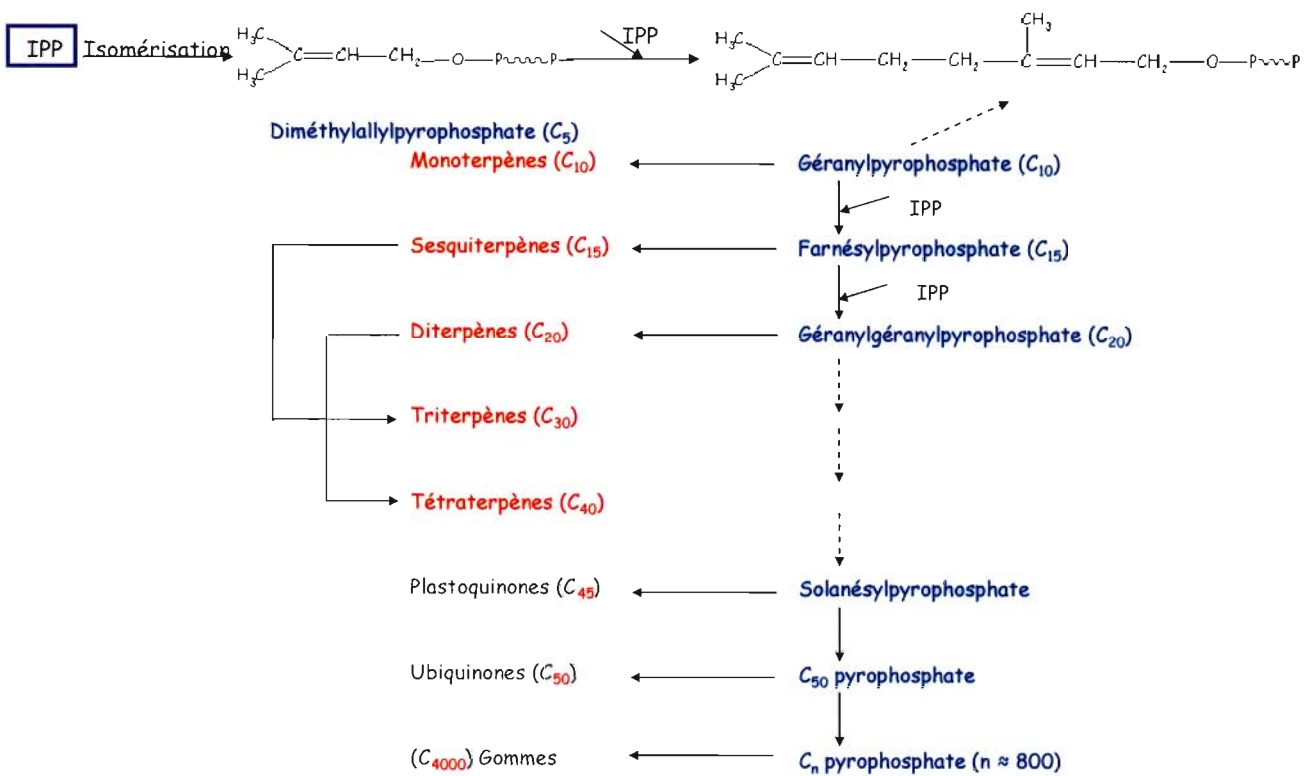 IPP Isomérisation H₃C H₃C C=CH—CH₂—O—P~P IPP H₃C H₃C C=CH—CH₂—CH₂—C=CH—CH₂—O—P~P CH₃
Diméthylallylpyrophosphate (C₅)
Monoterpènes (C₁₀) Géranylpyrophosphate (C₁₀)
IPP
Sesquiterpènes (C₁₅) Farnésylpyrophosphate (C₁₅)
IPP
Diterpènes (C₂₀) Géranylgéranylpyrophosphate (C₂₀)
Triterpènes (C₃₀)
Tétraterpènes (C₄₀)
Plastoquinones (C₄₅) Solanésylpyrophosphate
Ubiquinones (C₅₀) C₅₀ pyrophosphate
(C₄₀₀₀) Gommes Cₙ pyrophosphate (n ≈ 800)